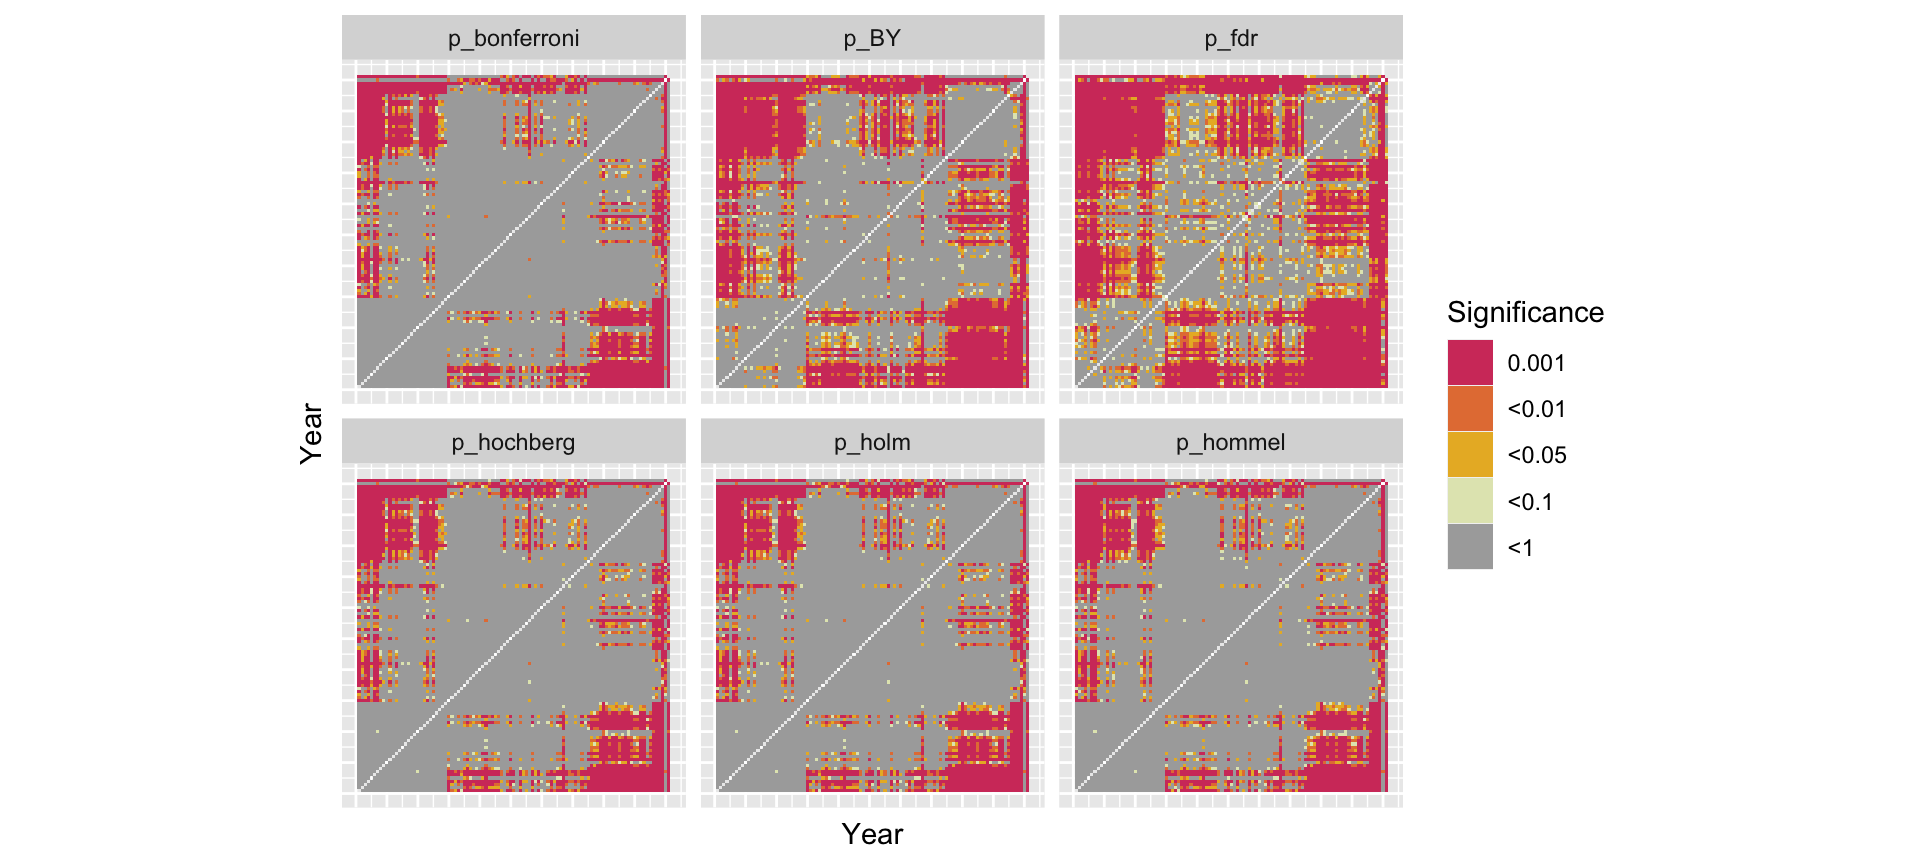 p_bonferroni
p_BY
p_fdr
p_hochberg
p_holm
p_hommel
Year
Year
Significance
0.001
<0.01
<0.05
<0.1
<1